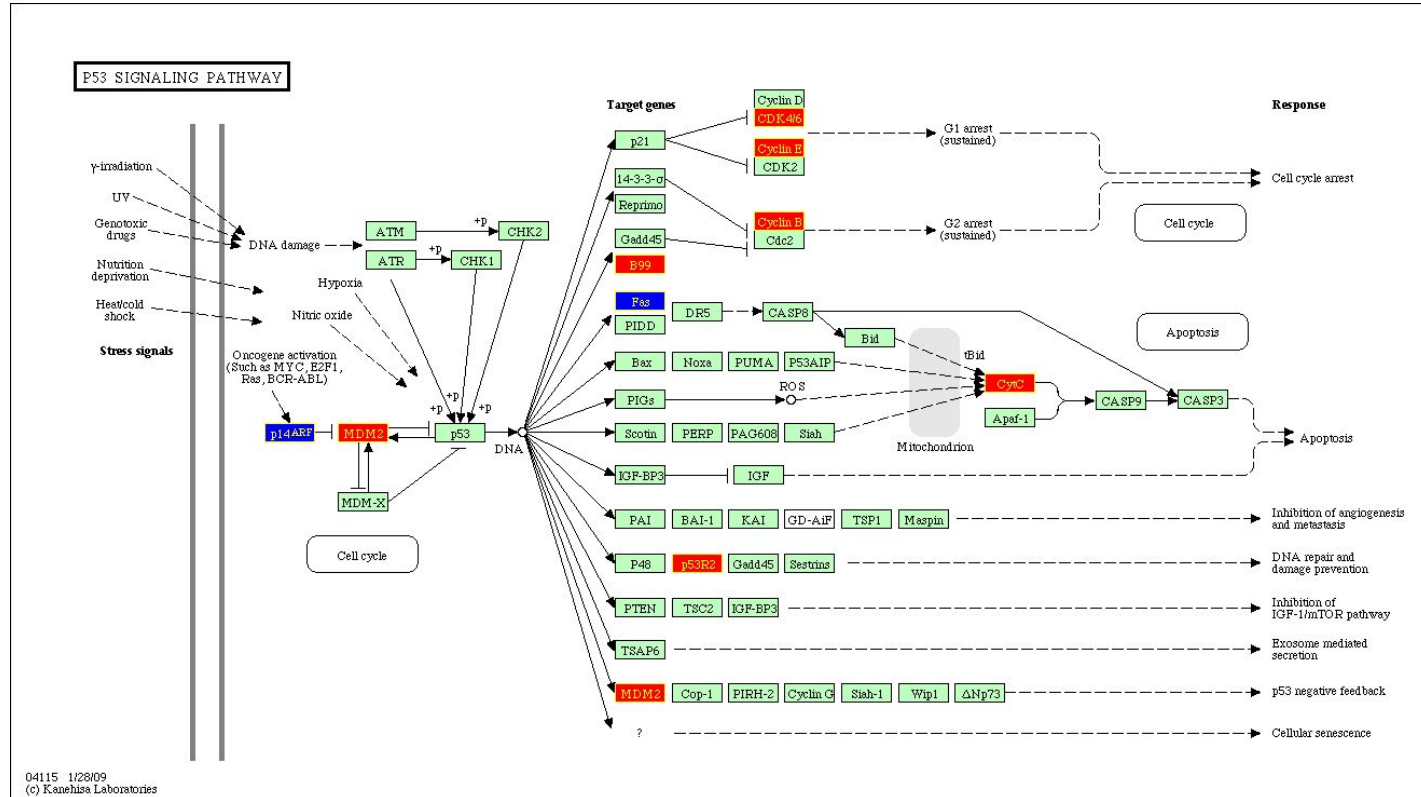 P53 SIGNALING PATHWAY
Target genes
Response
γ-irradiation
UV
Genotoxic
drugs
Nutrition
deprivation
Heat/cold
shock
Stress signals
DNA damage
ATM
+p
CHK2
ATR
+p
CHK1
Hypoxia
Nitric oxide
Oncogene activation
(Such as MYC, E2F1,
Ras, BCR-ABL)
+p
+p
+p
p14ARF
MDM2
p53
DNA
MDM-X
Cell cycle
p21
Cyclin D
CDK4/6
Cyclin E
CDK2
G1 arrest
(sustained)
14-3-3-σ
Reprimo
Gadd45
B99
Cyclin B
Cdc2
G2 arrest
(sustained)
Cell cycle arrest
Cell cycle
Fas
PIDD
DR5
CASP8
Bid
tBid
Apoptosis
Bax
Noxa
PUMA
P53AIP
CytC
PIGs
ROS
Apaf-1
CASP9
CASP3
Scotin
PERP
PAG608
Siah
Mitochondrion
Apoptosis
IGF-BP3
IGF
PAI
BAI-1
KAI
GD-AiF
TSP1
Maspin
Inhibition of angiogenesis
and metastasis
P48
p53R2
Gadd45
Sestrins
DNA repair and
damage prevention
PTEN
TSC2
IGF-BP3
Inhibition of
IGF-1/mTOR pathway
TSAP6
Exosome mediated
secretion
MDM2
Cop-1
PIRH-2
Cyclin G
Siah-1
Wip1
ΔNp73
p53 negative feedback
?
Cellular senescence
04115 1/28/09
(c) Kanehisa Laboratories